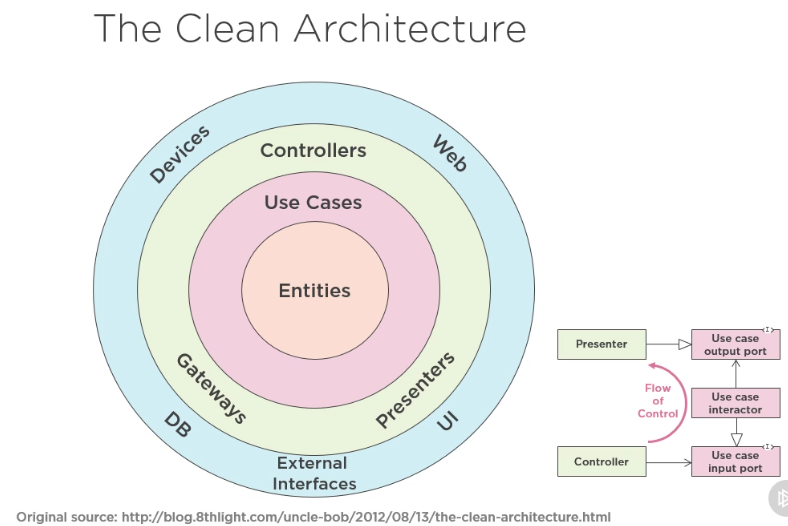 The Clean Architecture
Devices
Web
Controllers
Use Cases
Entities
Gateways
Presenters
DB
UI
External
Interfaces
Presenter
Use case
output port
(I)
Flow
of
Control
Use case
interactor
Controller
Use case
input port
(I)
Original source: http://blog.8thlight.com/uncle-bob/2012/08/13/the-clean-architecture.html